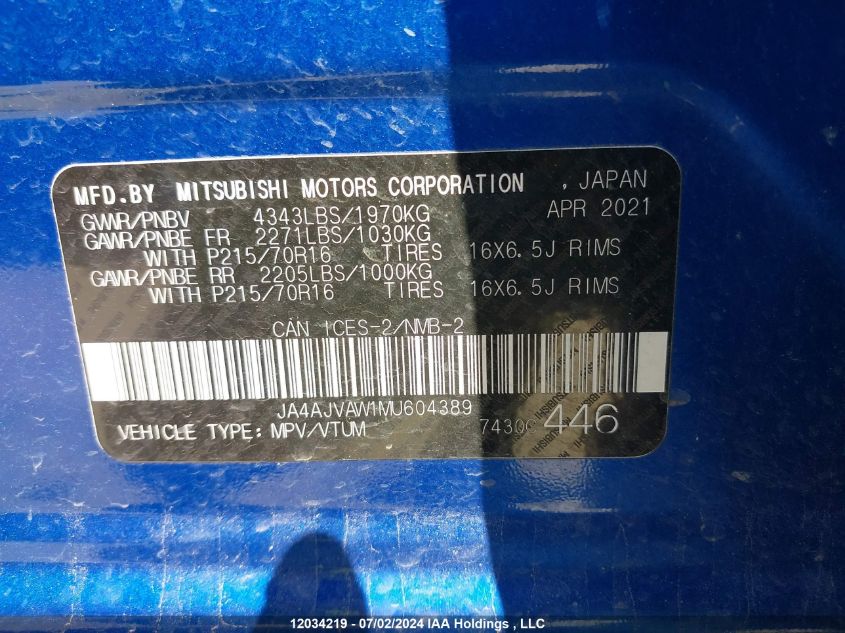 MFD.BY MITSUBISHI MOTORS CORPORATION , JAPAN
GVWR/PNBV 4343LBS/1970KG APR 2021
GAWR/PNBE FR 2271LBS/1030KG
WITH P215/70R16 TIRES 16X6.5J RIMS
GAWR/PNBE RR 2205LBS/1000KG
WITH P215/70R16 TIRES 16X6.5J RIMS
CAN ICES-2/NMB-2
JA4AJVAW1MU604389
VEHICLE TYPE: MPV/VTUM 7430C 446
12034219 - 07/02/2024 IAA Holdings , LLC